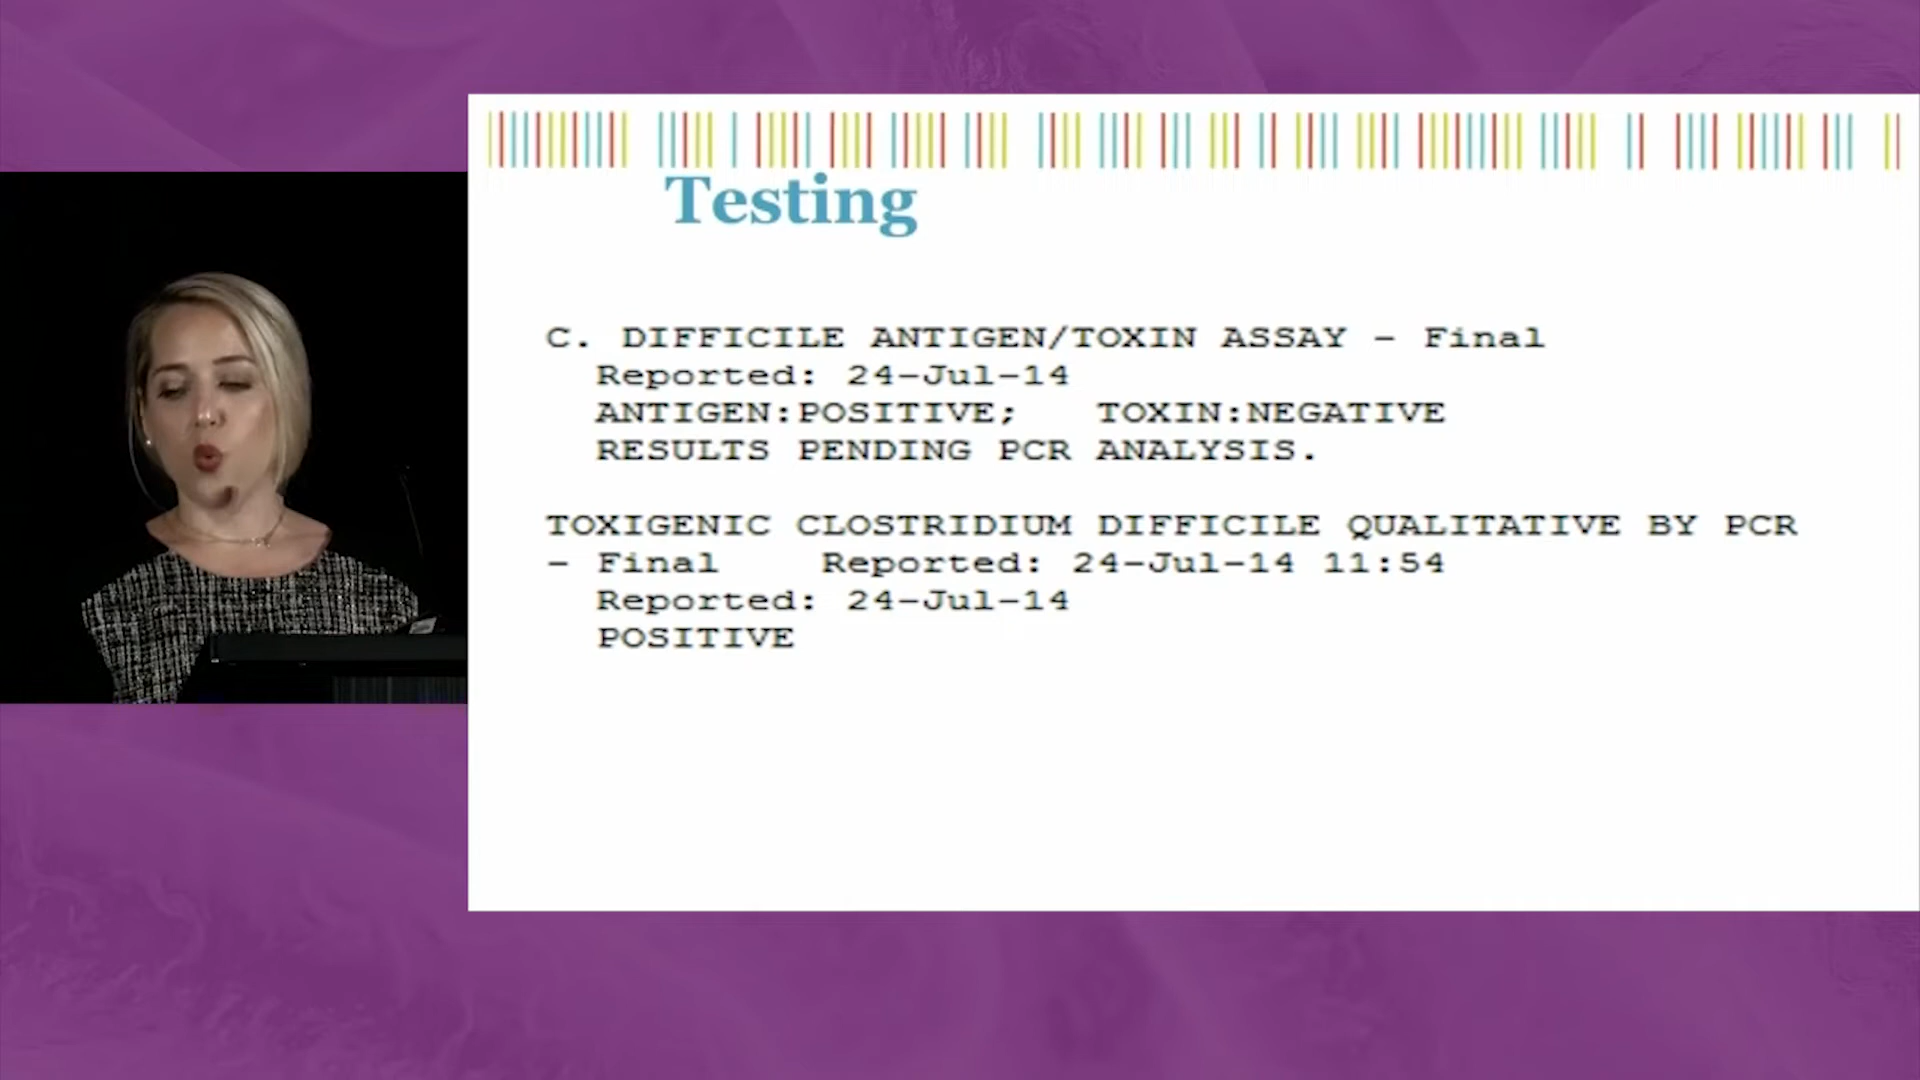 Testing
C. DIFFICILE ANTIGEN/TOXIN ASSAY - Final
Reported: 24-Jul-14
ANTIGEN:POSITIVE; TOXIN:NEGATIVE
RESULTS PENDING PCR ANALYSIS.
TOXIGENIC CLOSTRIDIUM DIFFICILE QUALITATIVE BY PCR
- Final Reported: 24-Jul-14 11:54
Reported: 24-Jul-14
POSITIVE